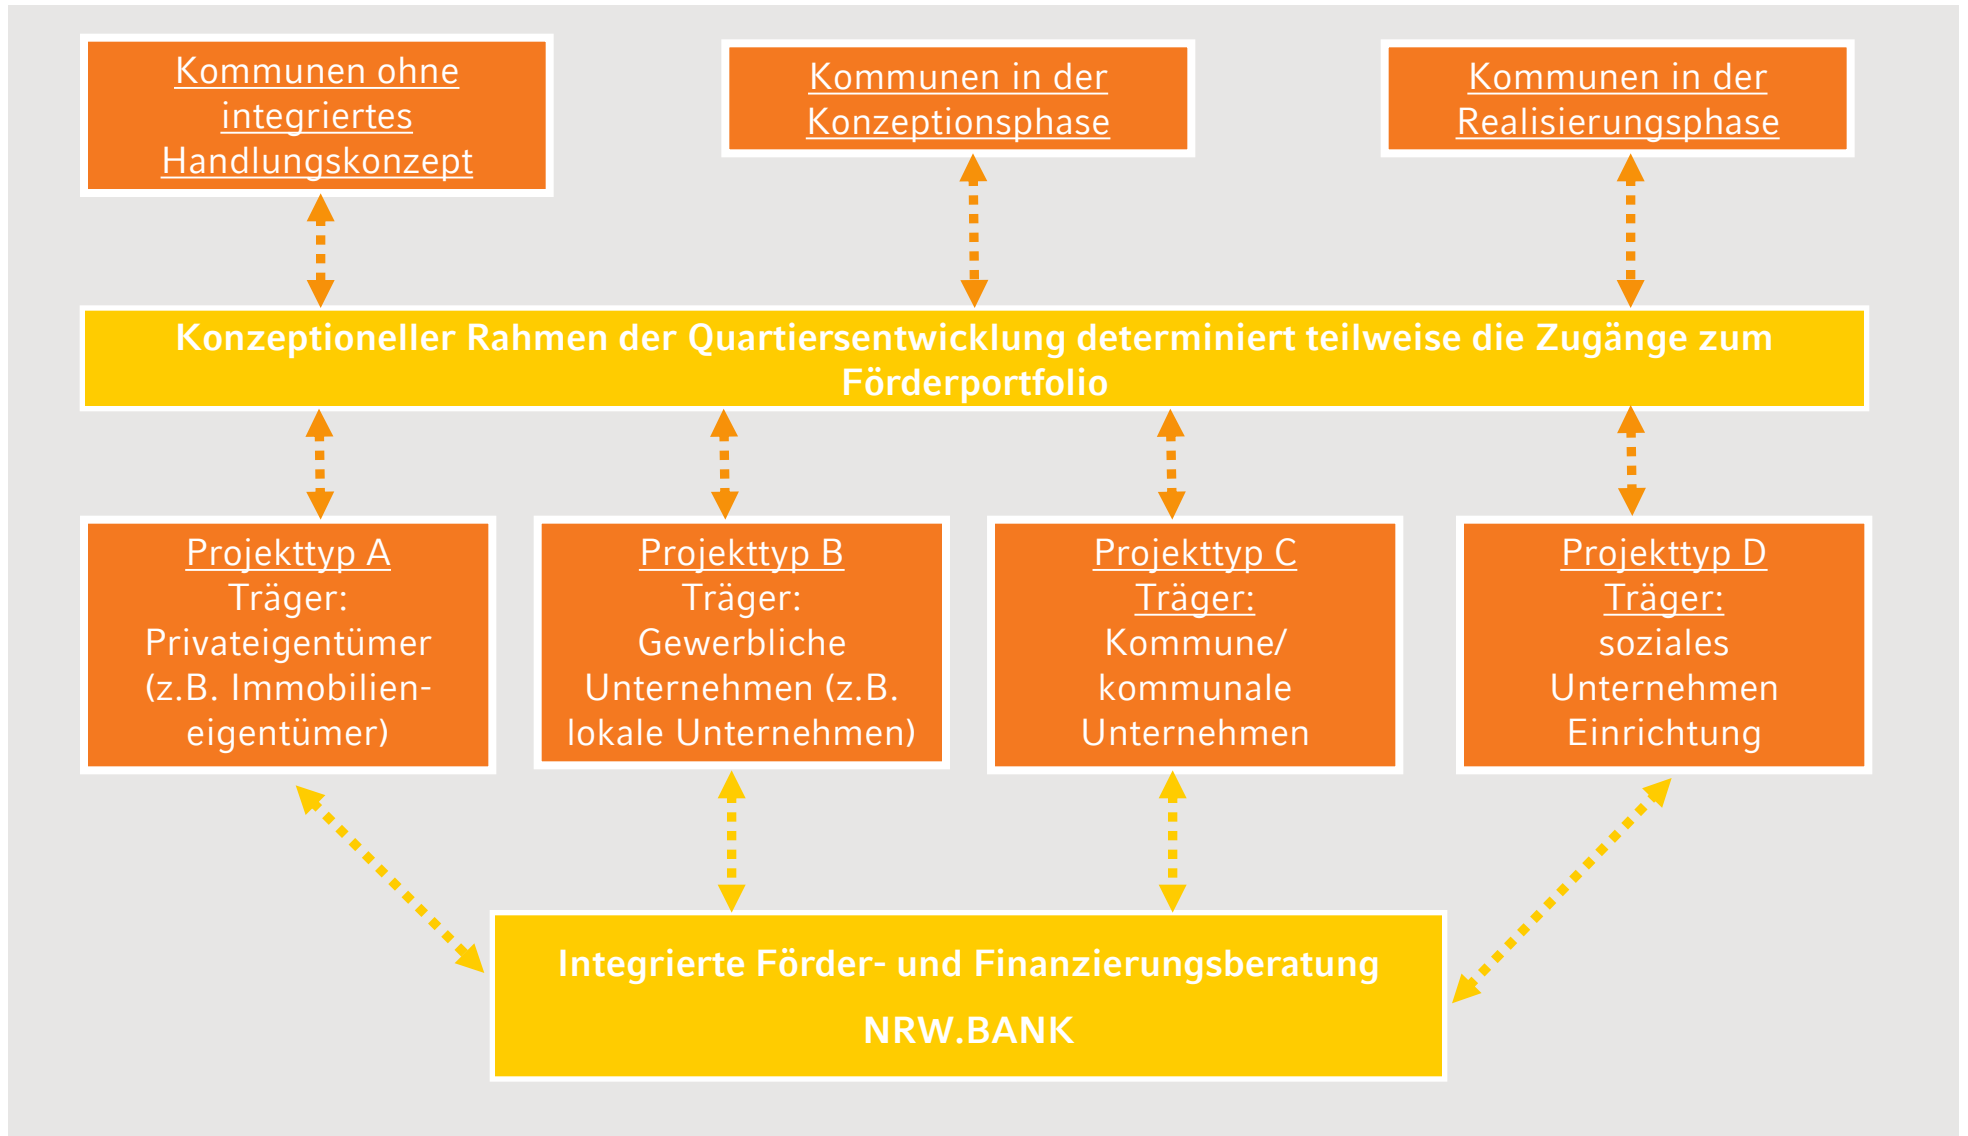 Kommunen ohne
integriertes
Handlungskonzept
Kommunen in der
Konzeptionsphase
Kommunen in der
Realisierungsphase
Konzeptioneller Rahmen der Quartiersentwicklung determiniert teilweise die Zugänge zum
Förderportfolio
Projekttyp A
Träger:
Privateigentümer
(z.B. Immobilien-
eigentümer)
Projekttyp B
Träger:
Gewerbliche
Unternehmen (z.B.
lokale Unternehmen)
Projekttyp C
Träger:
Kommune/
kommunale
Unternehmen
Projekttyp D
Träger:
soziales
Unternehmen
Einrichtung
Integrierte Förder- und Finanzierungsberatung
NRW.BANK